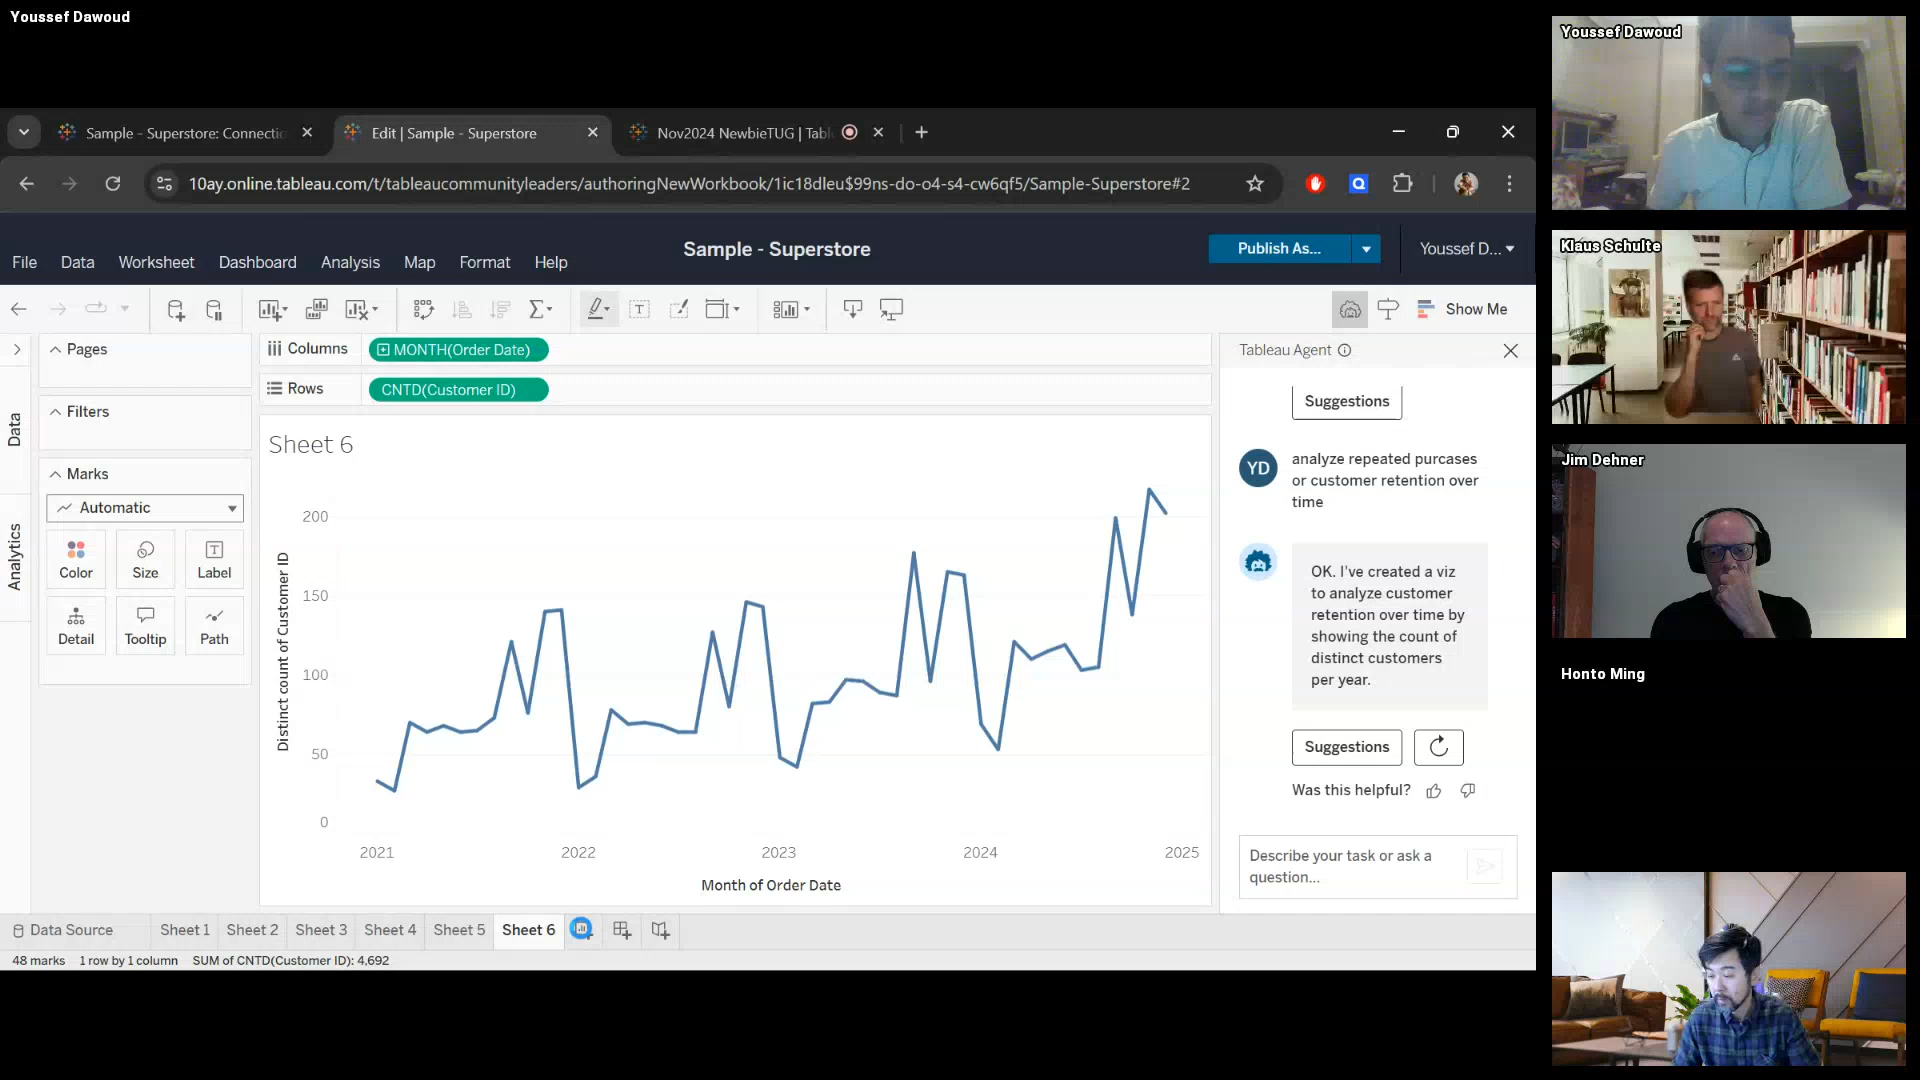 Youssef Dawoud
Youssef Dawoud
Klaus Schulte
Jim Dehner
Honto Ming
Sample - Superstore: Connectio
Edit | Sample - Superstore
Nov2024 NewbieTUG | Tabl
10ay.online.tableau.com/t/tableaucommunityleaders/authoringNewWorkbook/1ic18dleu$99ns-do-o4-s4-cw6qf5/Sample-Superstore#2
Sample - Superstore
Publish As...
Youssef D...
File Data Worksheet Dashboard Analysis Map Format Help
Show Me
Data
Analytics
Pages
Filters
Marks
Automatic
Color Size Label
Detail Tooltip Path
Columns MONTH(Order Date)
Rows CNTD(Customer ID)
Sheet 6
Distinct count of Customer ID
200
150
100
50
0
2021 2022 2023 2024 2025
Month of Order Date
Tableau Agent
Suggestions
YD
analyze repeated purcases
or customer retention over
time
OK. I've created a viz
to analyze customer
retention over time by
showing the count of
distinct customers
per year.
Suggestions
Was this helpful?
Describe your task or ask a
question...
Data Source Sheet 1 Sheet 2 Sheet 3 Sheet 4 Sheet 5 Sheet 6
48 marks 1 row by 1 column SUM of CNTD(Customer ID): 4,692